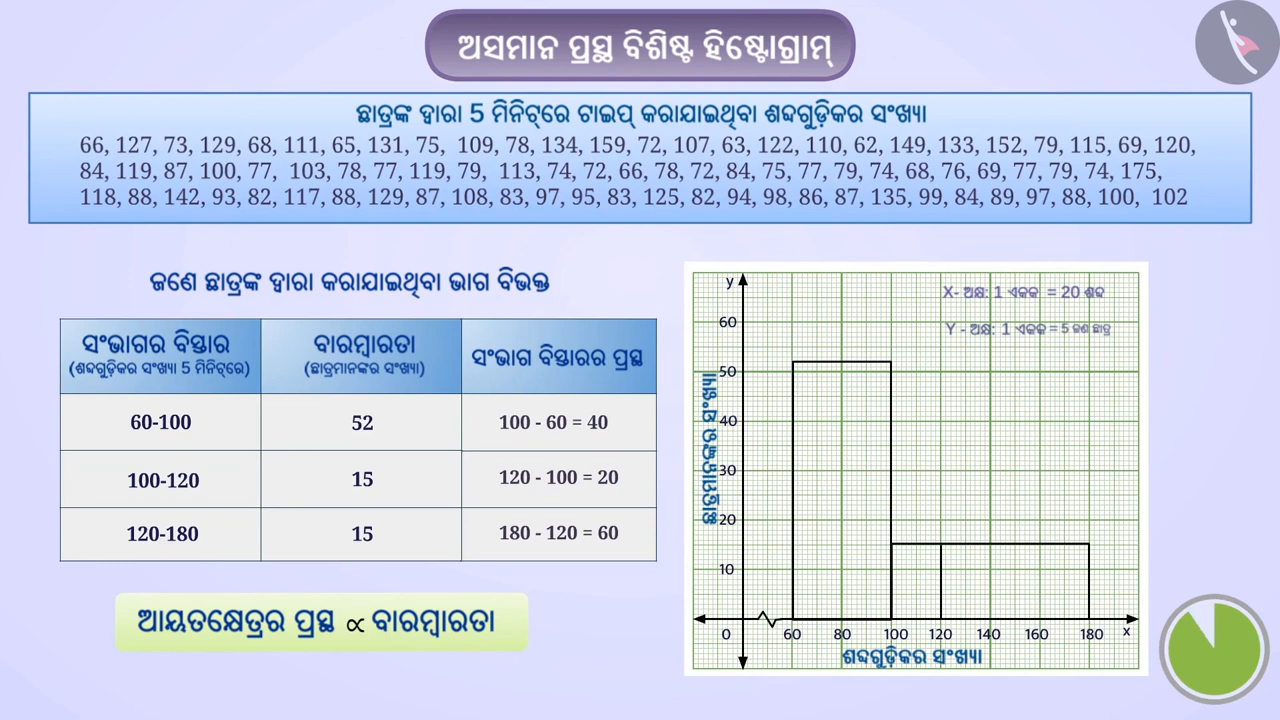 ଅସମାନ ପ୍ରସ୍ଥ ବିଶିଷ୍ଟ ହିଷ୍ଟୋଗ୍ରାମ୍
ଛାତ୍ରଙ୍କ ଦ୍ୱାରା 5 ମିନିଟ୍‌ରେ ଟାଇପ୍ କରାଯାଇଥିବା ଶବ୍ଦଗୁଡ଼ିକର ସଂଖ୍ୟା
66, 127, 73, 129, 68, 111, 65, 131, 75, 109, 78, 134, 159, 72, 107, 63, 122, 110, 62, 149, 133, 152, 79, 115, 69, 120,
84, 119, 87, 100, 77, 103, 78, 77, 119, 79, 113, 74, 72, 66, 78, 72, 84, 75, 77, 79, 74, 68, 76, 69, 77, 79, 74, 175,
118, 88, 142, 93, 82, 117, 88, 129, 87, 108, 83, 97, 95, 83, 125, 82, 94, 98, 86, 87, 135, 99, 84, 89, 97, 88, 100, 102
ଜଣେ ଛାତ୍ରଙ୍କ ଦ୍ୱାରା କରାଯାଇଥିବା ଭାଗ ବିଭକ୍ତ
ସଂଭାଗର ବିସ୍ତାର
(ଶବ୍ଦଗୁଡ଼ିକର ସଂଖ୍ୟା 5 ମିନିଟ୍‌ରେ)
ବାରମ୍ବାରତା
(ଛାତ୍ରମାନଙ୍କର ସଂଖ୍ୟା)
ସଂଭାଗ ବିସ୍ତାରର ପ୍ରସ୍ଥ
60-100 52 100 - 60 = 40
100-120 15 120 - 100 = 20
120-180 15 180 - 120 = 60
ଆୟତକ୍ଷେତ୍ରର ପ୍ରସ୍ଥ ∝ ବାରମ୍ବାରତା
y
X- ଅକ୍ଷ: 1 ଏକକ = 20 ଶବ୍ଦ
Y - ଅକ୍ଷ: 1 ଏକକ = 5 ଜଣ ଛାତ୍ର
60
50
40
30
20
10
ଛାତ୍ରମାନଙ୍କର ସଂଖ୍ୟା
0 60 80 100 120 140 160 180 x
ଶବ୍ଦଗୁଡ଼ିକର ସଂଖ୍ୟା